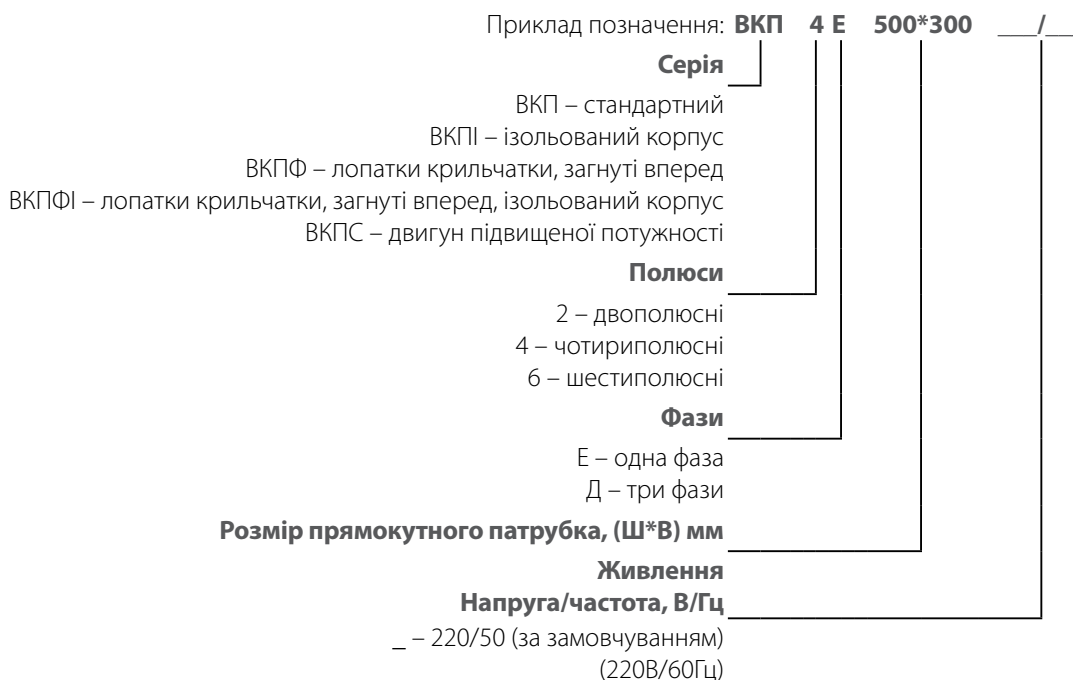 Приклад позначення: ВКП 4 Е 500*300 ___/__
Серія
ВКП – стандартний
ВКПІ – ізольований корпус
ВКПФ – лопатки крильчатки, загнуті вперед
ВКПФІ – лопатки крильчатки, загнуті вперед, ізольований корпус
ВКПС – двигун підвищеної потужності
Полюси
2 – двополюсні
4 – чотириполюсні
6 – шестиполюсні
Фази
Е – одна фаза
Д – три фази
Розмір прямокутного патрубка, (Ш*В) мм
Живлення
Напруга/частота, В/Гц
_ – 220/50 (за замовчуванням)
(220В/60Гц)